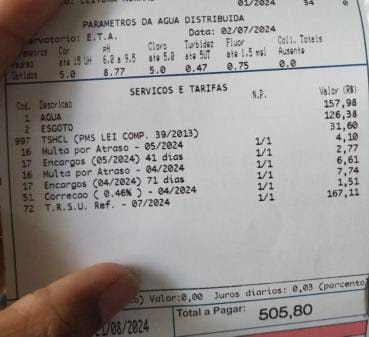 01/2024 34 0
PARAMETROS DA AGUA DISTRIBUIDA
servatorio: E.T.A. Data: 02/07/2024
Cor pH Cloro Turbidez Fluor Coli. Totais
Padrao ate 15 UH 6.0 a 9.5 ate 5.0 ate 5UT ate 1.5 mgl Ausente
Obtidos 5.0 8.77 5.0 0.47 0.75 0.0
SERVICOS E TARIFAS
Cod. Descricao N.P. Valor (R$)
1 AGUA 157,98
2 ESGOTO 126,38
997 TSHCL (PMS LEI COMP. 39/2013) 31,60
16 Multa por Atraso - 05/2024 1/1 4,10
17 Encargos (05/2024) 41 dias 1/1 2,77
16 Multa por Atraso - 04/2024 1/1 6,61
17 Encargos (04/2024) 71 dias 1/1 7,74
51 Correcao ( 0.46% ) - 04/2024 1/1 1,51
72 T.R.S.U. Ref. - 07/2024 1/1 167,11
Valor:0,00 Juros diarios: 0,03 (porcento
/08/2024 Total a Pagar: 505,80